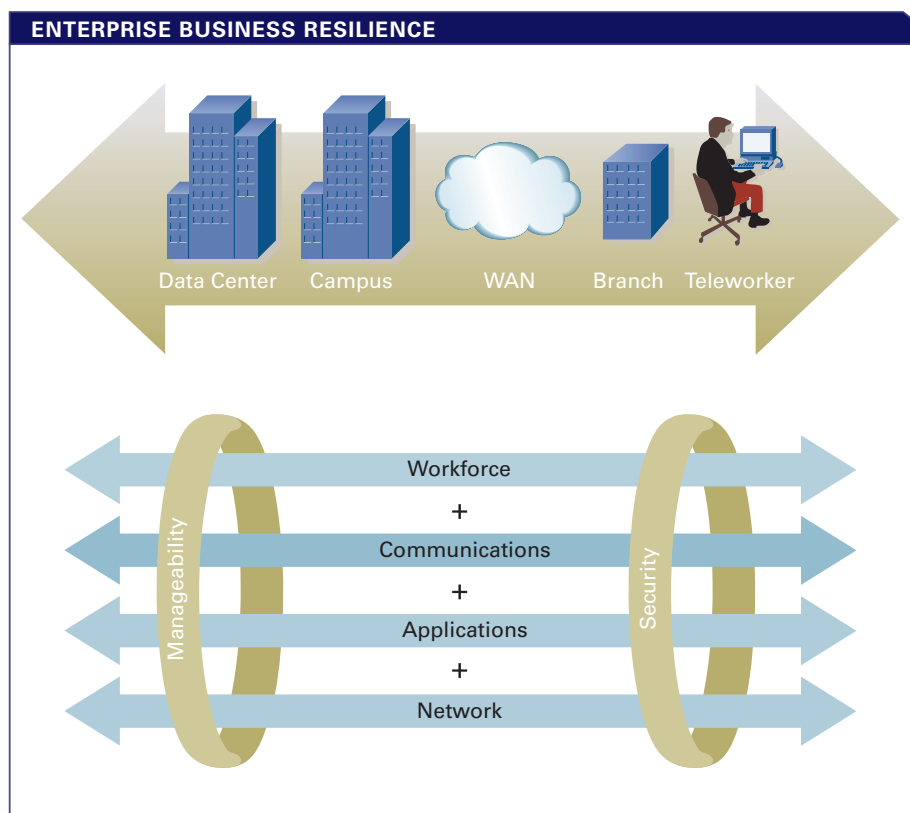 ENTERPRISE BUSINESS RESILIENCE
Data Center
Campus
WAN
Branch
Teleworker
Manageability
Security
Workforce
+
Communications
+
Applications
+
Network